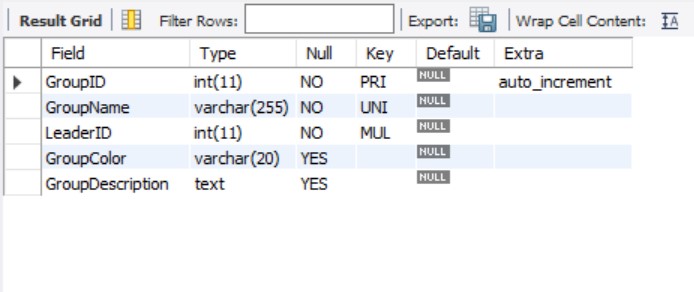 Result Grid Filter Rows: Export: Wrap Cell Content: IA
Field Type Null Key Default Extra
GroupID int(11) NO PRI NULL auto_increment
GroupName varchar(255) NO UNI NULL
LeaderID int(11) NO MUL NULL
GroupColor varchar(20) YES NULL
GroupDescription text YES NULL